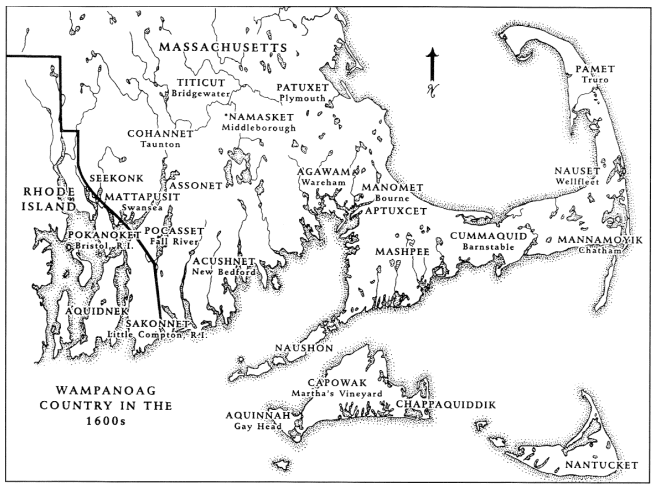 MASSACHUSETTS
PAMET
Truro
TITICUT
Bridgewater
PATUXET
Plymouth
N
*NAMASKET
Middleborough
COHANNET
Taunton
SEEKONK
ASSONET
AGAWAM
Wareham
MANOMET
Bourne
NAUSET
Wellfleet
RHODE
ISLAND
MATTAPUSIT
Swansea
APTUXCET
POKANOKET
Bristol, R.I.
POCASSET
Fall River
CUMMAQUID
Barnstable
MANNAMOYIK
Chatham
ACUSHNET
New Bedford
MASHPEE
AQUIDNEK
SAKONNET
Little Compton, R.I.
NAUSHON
WAMPANOAG
COUNTRY IN THE
1600s
CAPOWAK
Martha's Vineyard
CHAPPAQUIDDIK
AQUINNAH
Gay Head
NANTUCKET